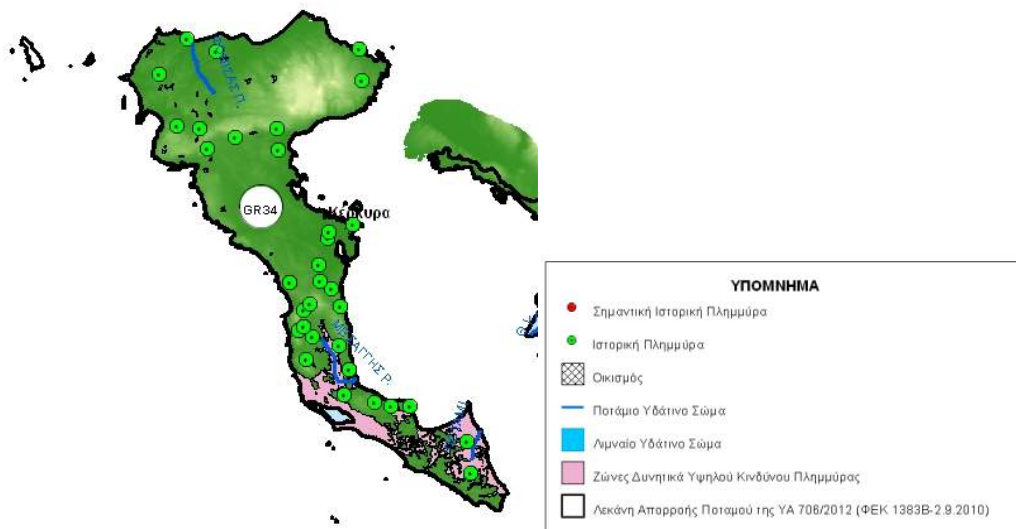 GR34
Κέρκυρα
ΜΕΣΑΓΓΗΣ Ρ.
ΥΠΟΜΝΗΜΑ
Σημαντική Ιστορική Πλημμύρα
Ιστορική Πλημμύρα
Οικισμός
Ποτάμιο Υδάτινο Σώμα
Λιμναίο Υδάτινο Σώμα
Ζώνες Δυνητικά Υψηλού Κινδύνου Πλημμύρας
Λεκάνη Απορροής Ποταμού της ΥΑ 706/2012 (ΦΕΚ 1383Β-2.9.2010)